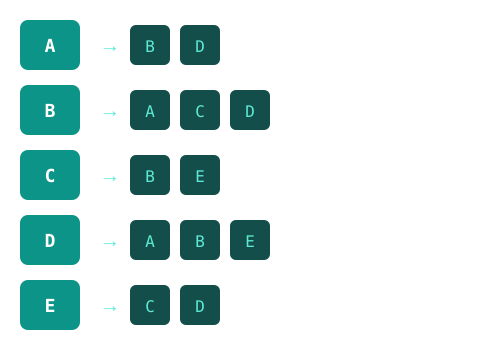 A → B D
B → A C D
C → B E
D → A B E
E → C D